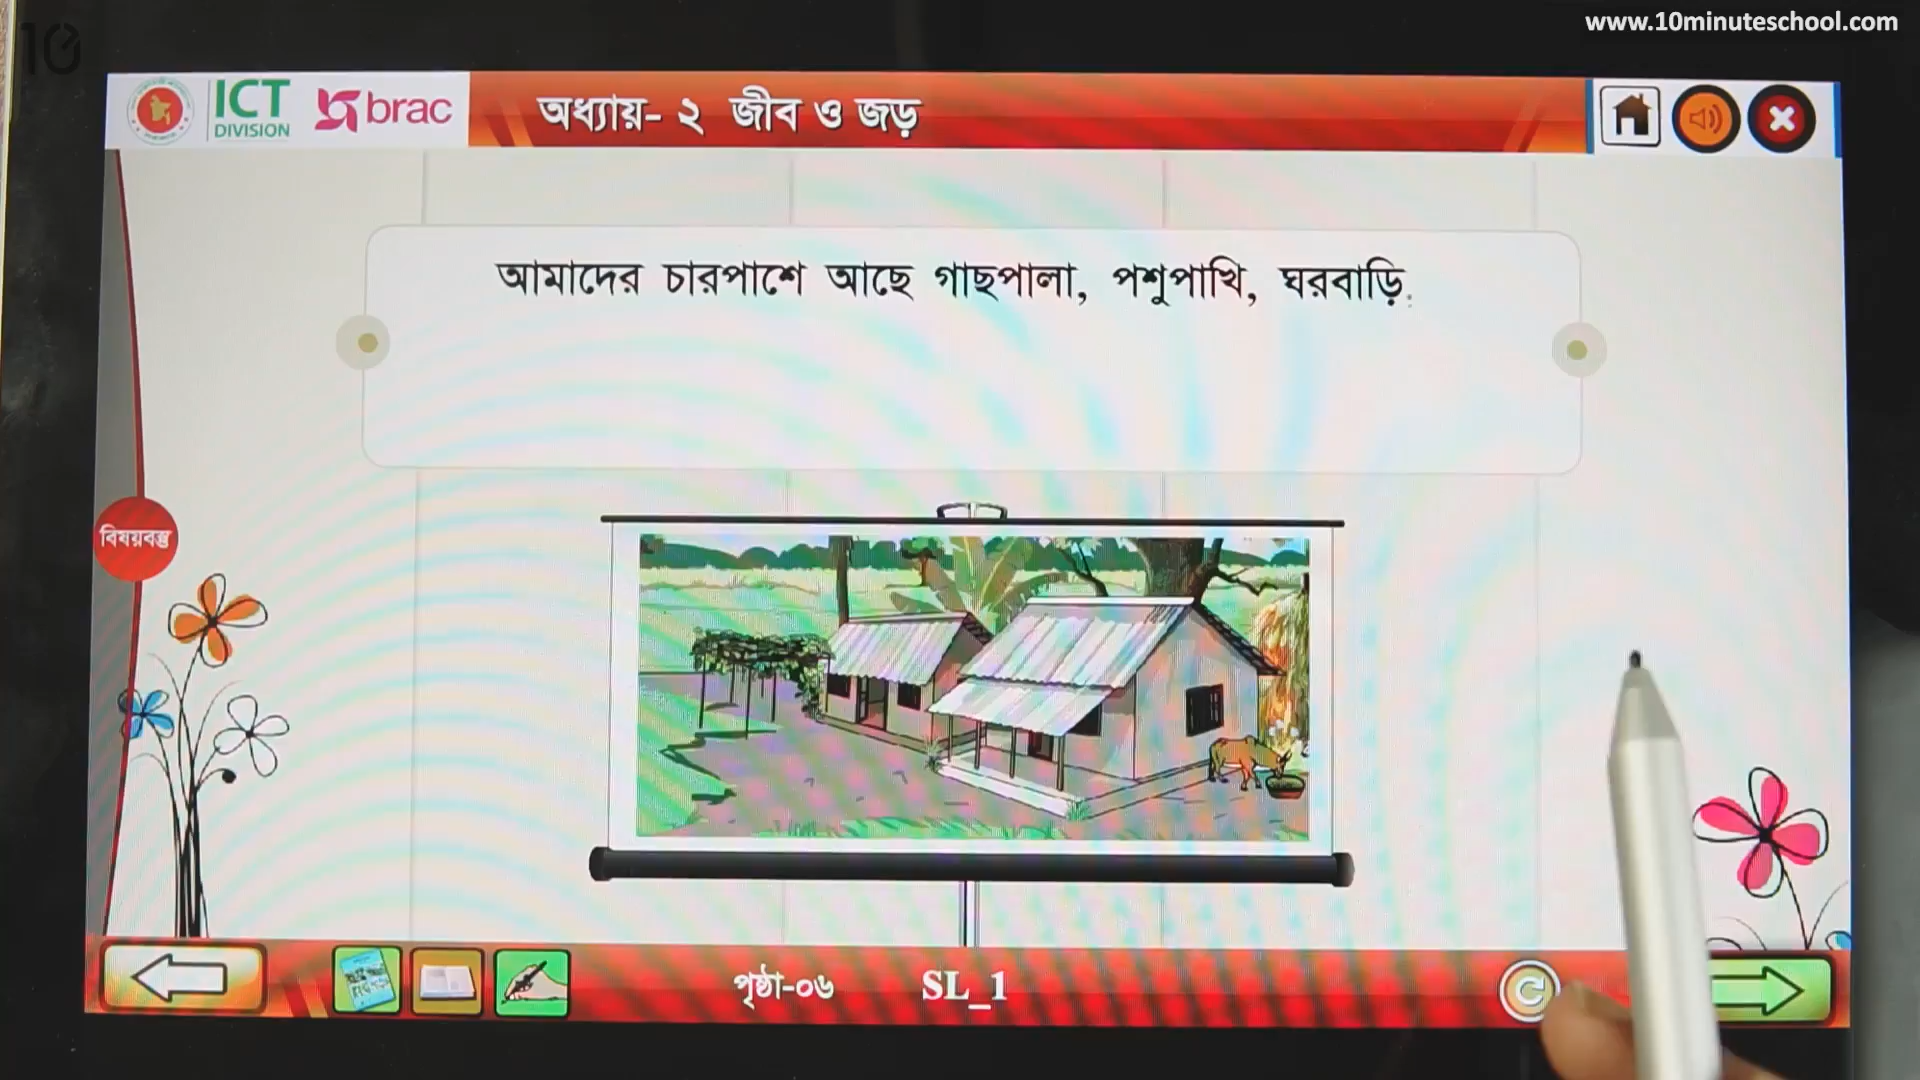 www.10minuteschool.com
10
ICT
DIVISION
brac
অধ্যায়- ২ জীব ও জড়
আমাদের চারপাশে আছে গাছপালা, পশুপাখি, ঘরবাড়ি
বিষয়বস্তু
পৃষ্ঠা-০৬
SL_1